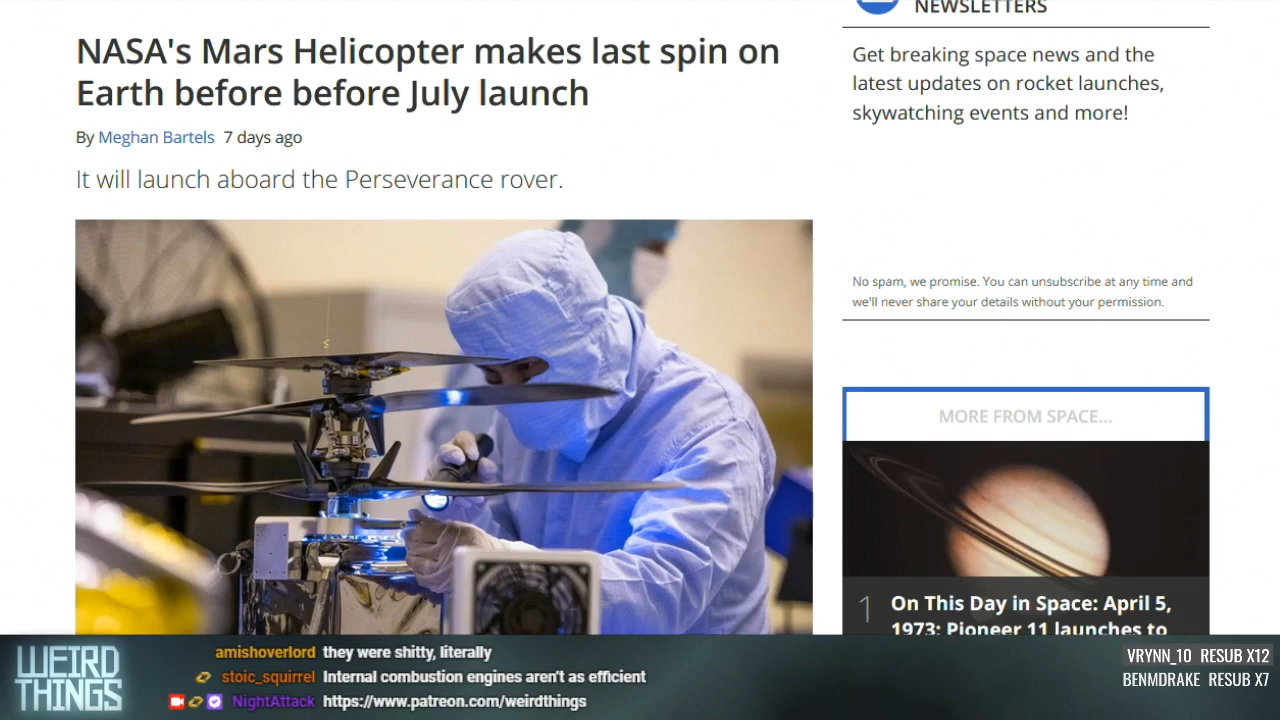 NASA's Mars Helicopter makes last spin on
Earth before before July launch
By Meghan Bartels 7 days ago
It will launch aboard the Perseverance rover.
NEWSLETTERS
Get breaking space news and the
latest updates on rocket launches,
skywatching events and more!
No spam, we promise. You can unsubscribe at any time and
we'll never share your details without your permission.
MORE FROM SPACE...
1 On This Day in Space: April 5,
1973: Pioneer 11 launches to
WEIRD
THINGS
amishoverlord they were shitty, literally
stoic_squirrel Internal combustion engines aren't as efficient
NightAttack https://www.patreon.com/weirdthings
VRYNN_10 RESUB X12
BENMDRAKE RESUB X7